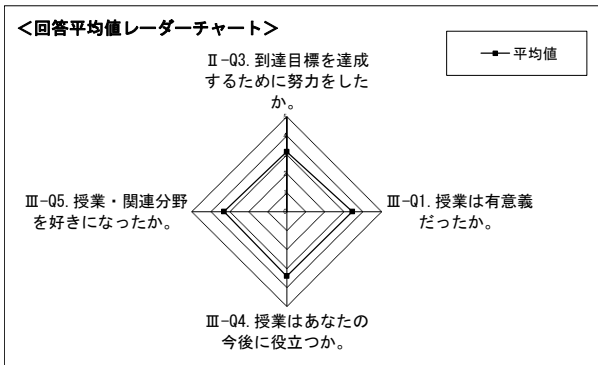 ＜回答平均値レーダーチャート＞
平均値
Ⅱ-Q3.到達目標を達成
するために努力をした
か。
5
4
2
0
Ⅲ-Q5.授業・関連分野
を好きになったか。
Ⅲ-Q1.授業は有意義
だったか。
Ⅲ-Q4.授業はあなたの
今後に役立つか。